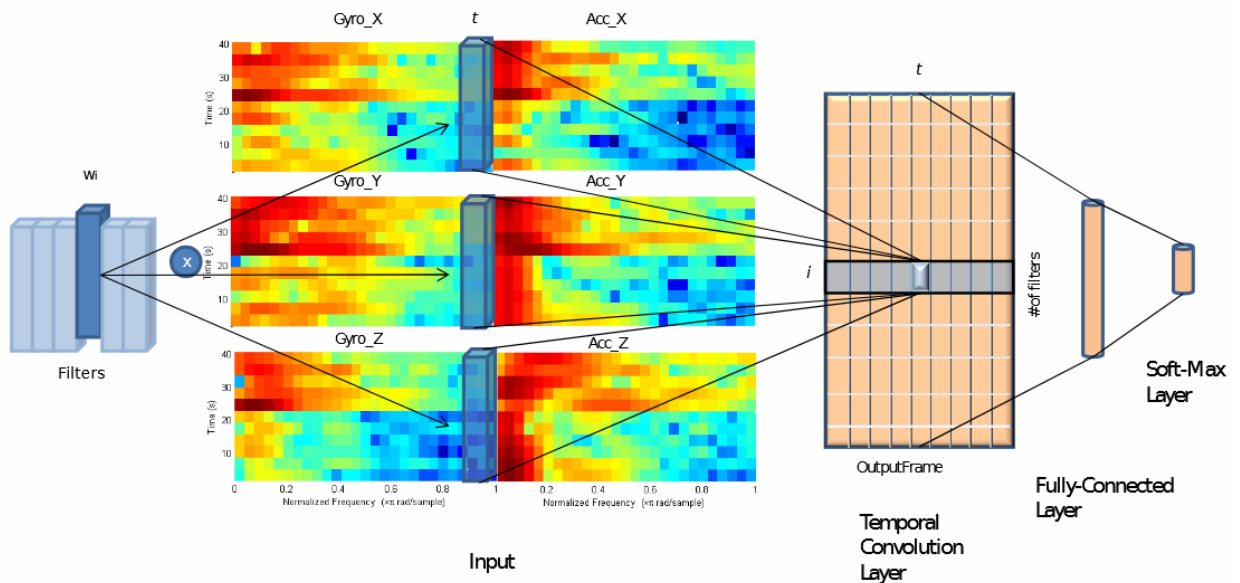 Gyro_X
t
Acc_X
40
30
20
10
Time (s)
Wi
x
Filters
Gyro_Y
Acc_Y
40
30
20
10
Time (s)
Gyro_Z
Acc_Z
40
30
20
10
Time (s)
0 0.2 0.4 0.6 0.8 1 0.2 0.4 0.6 0.8 1
Normalized Frequency (×π rad/sample)
Normalized Frequency (×π rad/sample)
Input
t
i
#of filters
OutputFrame
Temporal
Convolution
Layer
Fully-Connected
Layer
Soft-Max
Layer